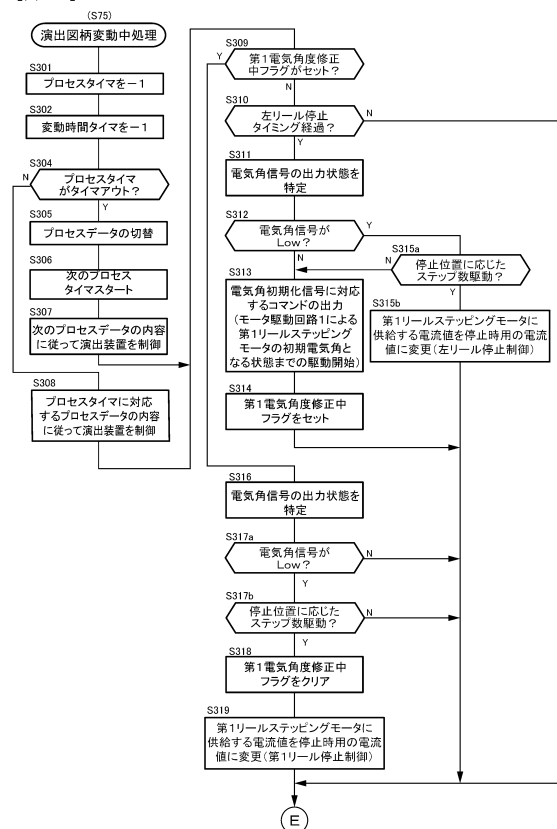 (S75)
演出図柄変動中処理
S301
プロセスタイマを－1
S302
変動時間タイマを－1
S304
N
プロセスタイマ
がタイムアウト？
Y
S305
プロセスデータの切替
S306
次のプロセス
タイマスタート
S307
次のプロセスデータの内容
に従って演出装置を制御
S308
プロセスタイマに対応
するプロセスデータの内容
に従って演出装置を制御
S309
Y
第1電気角度修正
中フラグがセット？
N
S310
左リール停止
タイミング経過？
N
Y
S311
電気角信号の出力状態を
特定
S312
電気角信号が
Low？
Y
N
S315a
N
停止位置に応じた
ステップ数駆動？
Y
S313
電気角初期化信号に対応
するコマンドの出力
(モータ駆動回路1による
第1リールステッピング
モータの初期電気角と
なる状態までの駆動開始)
S315b
第1リールステッピングモータに
供給する電流値を停止時用の電流
値に変更(左リール停止制御)
S314
第1電気角度修正中
フラグをセット
S316
電気角信号の出力状態を
特定
S317a
電気角信号が
Low？
N
Y
S317b
停止位置に応じた
ステップ数駆動？
N
Y
S318
第1電気角度修正中
フラグをクリア
S319
第1リールステッピングモータに
供給する電流値を停止時用の電流
値に変更(第1リール停止制御)
E